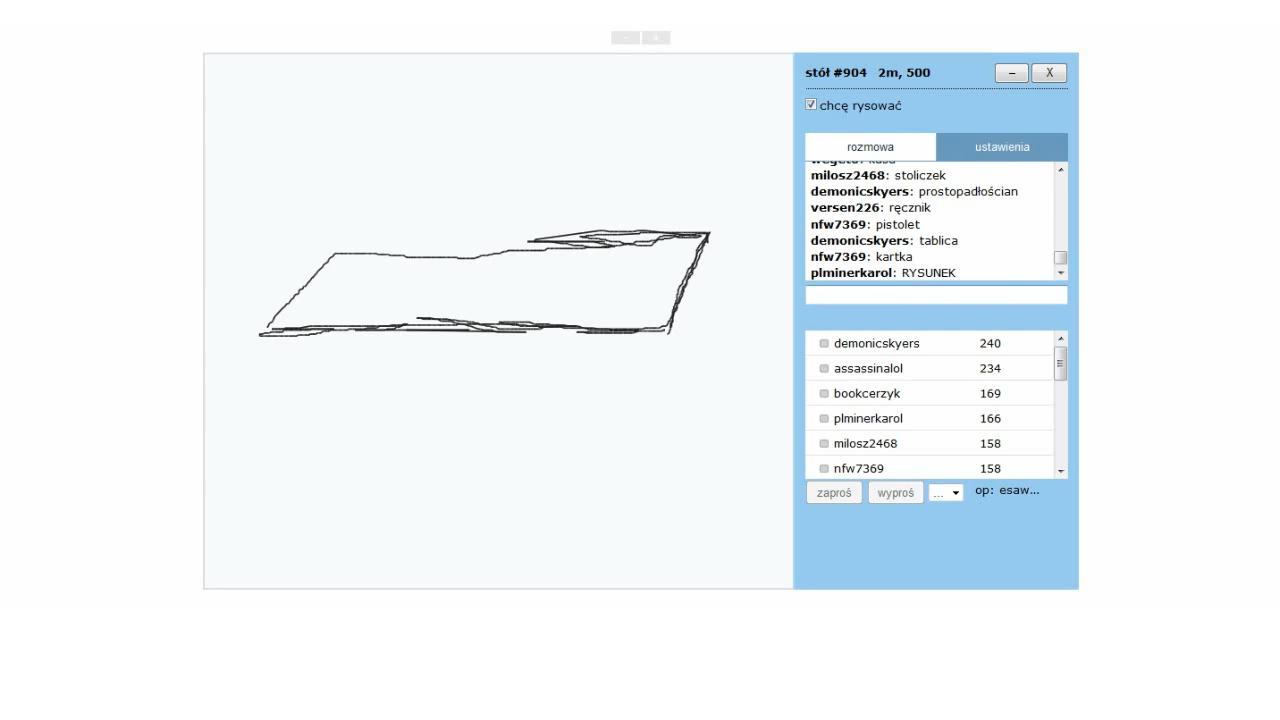 stół #904 2m, 500
– X
chcę rysować
rozmowa ustawienia
milosz2468: stoliczek
demonicskyers: prostopadłościan
versen226: ręcznik
nfw7369: pistolet
demonicskyers: tablica
nfw7369: kartka
plminerkarol: RYSUNEK
demonicskyers 240
assassinalol 234
bookcerzyk 169
plminerkarol 166
milosz2468 158
nfw7369 158
zaproś wyproś ... op: esaw...